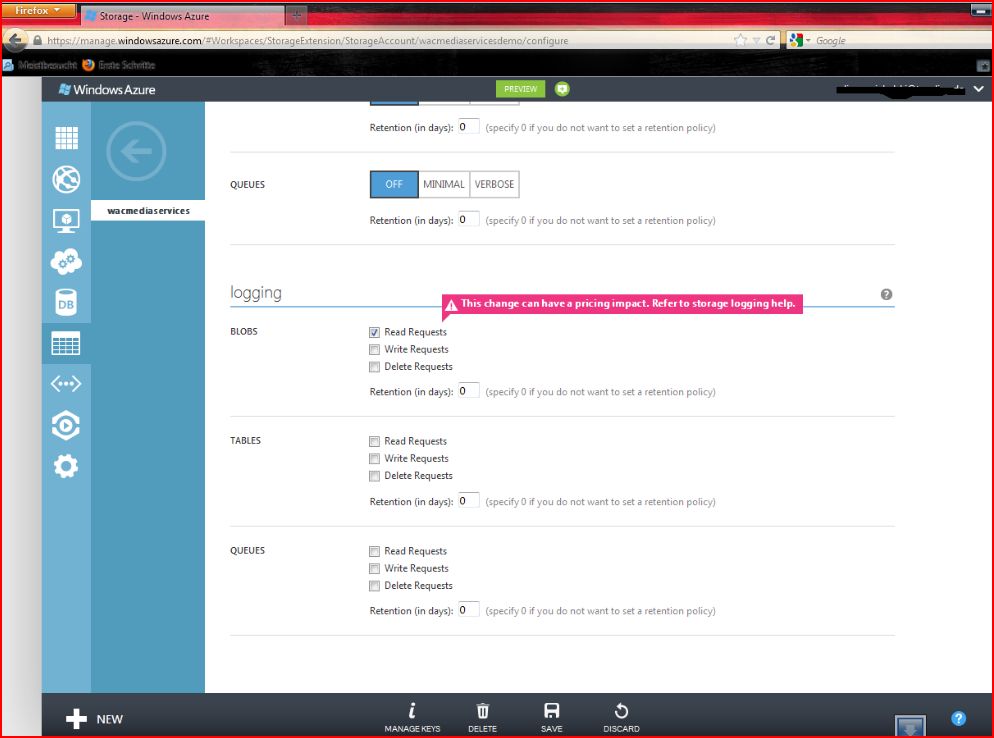 Firefox
Storage - Windows Azure
https://manage.windowsazure.com/#Workspaces/StorageExtension/StorageAccount/wacmediaservicesdemo/configure
Google
Meistbesucht Erste Schritte
Windows Azure
PREVIEW
Retention (in days): 0 (specify 0 if you do not want to set a retention policy)
QUEUES OFF MINIMAL VERBOSE
wacmediaservices
Retention (in days): 0 (specify 0 if you do not want to set a retention policy)
logging
This change can have a pricing impact. Refer to storage logging help.
?
BLOBS
Read Requests
Write Requests
Delete Requests
Retention (in days): 0 (specify 0 if you do not want to set a retention policy)
DB
TABLES
Read Requests
Write Requests
Delete Requests
Retention (in days): 0 (specify 0 if you do not want to set a retention policy)
QUEUES
Read Requests
Write Requests
Delete Requests
Retention (in days): 0 (specify 0 if you do not want to set a retention policy)
NEW
MANAGE KEYS
DELETE
SAVE
DISCARD
?